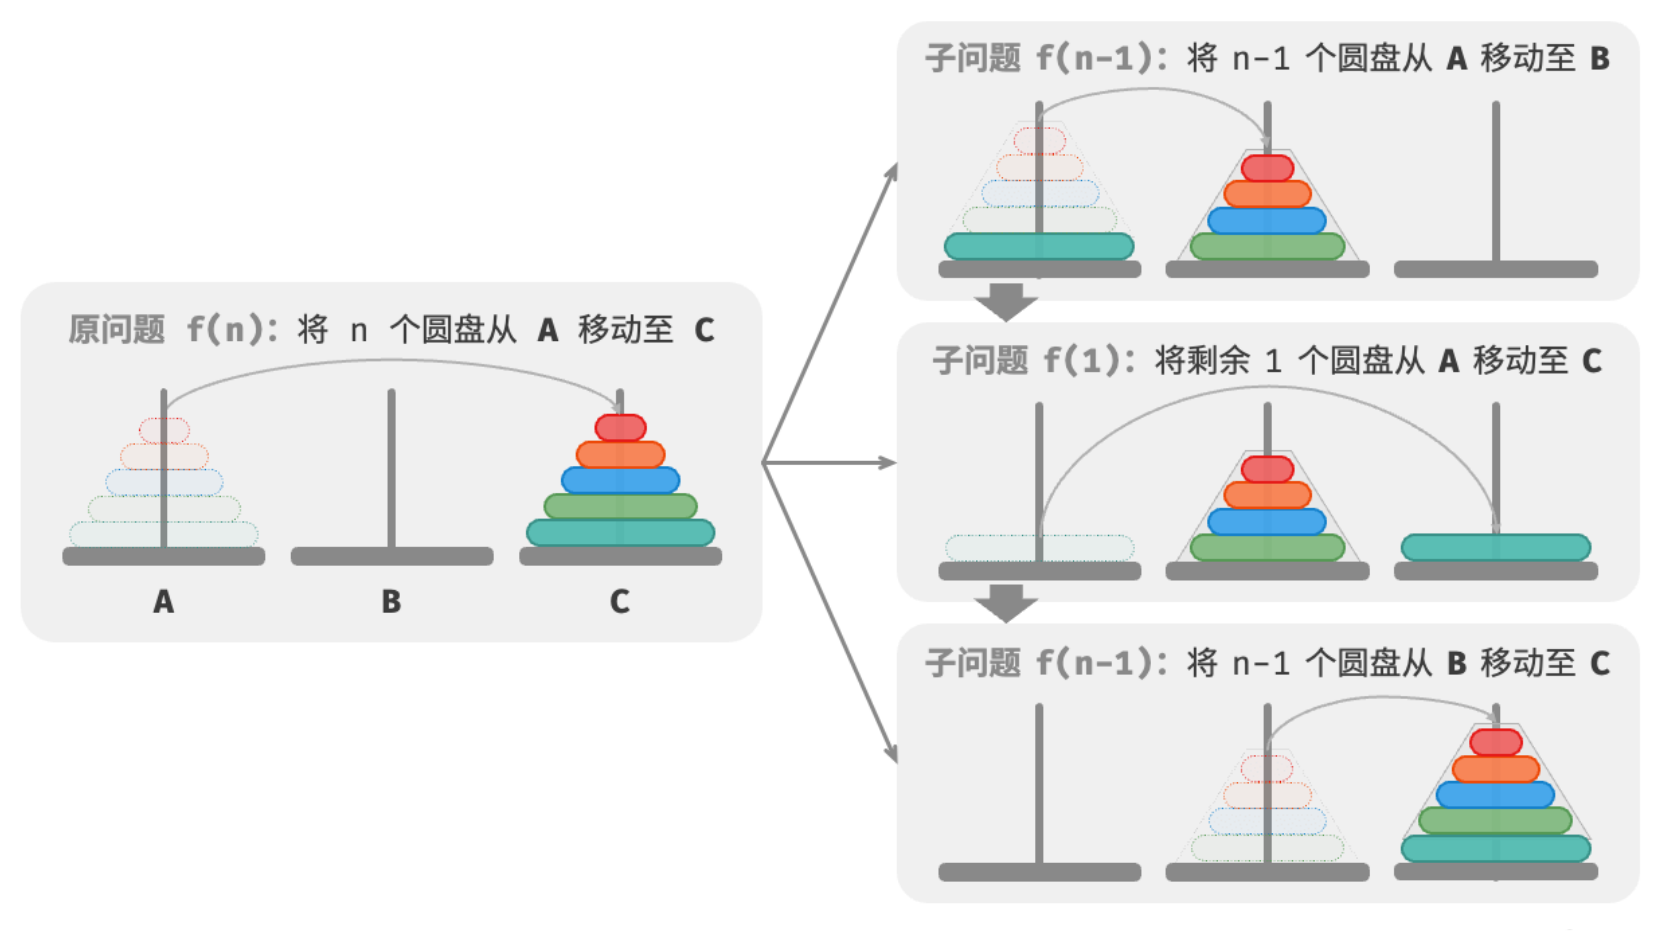 原问题 f(n)：将 n 个圆盘从 A 移动至 C
A B C
子问题 f(n-1)：将 n-1 个圆盘从 A 移动至 B
子问题 f(1)：将剩余 1 个圆盘从 A 移动至 C
子问题 f(n-1)：将 n-1 个圆盘从 B 移动至 C